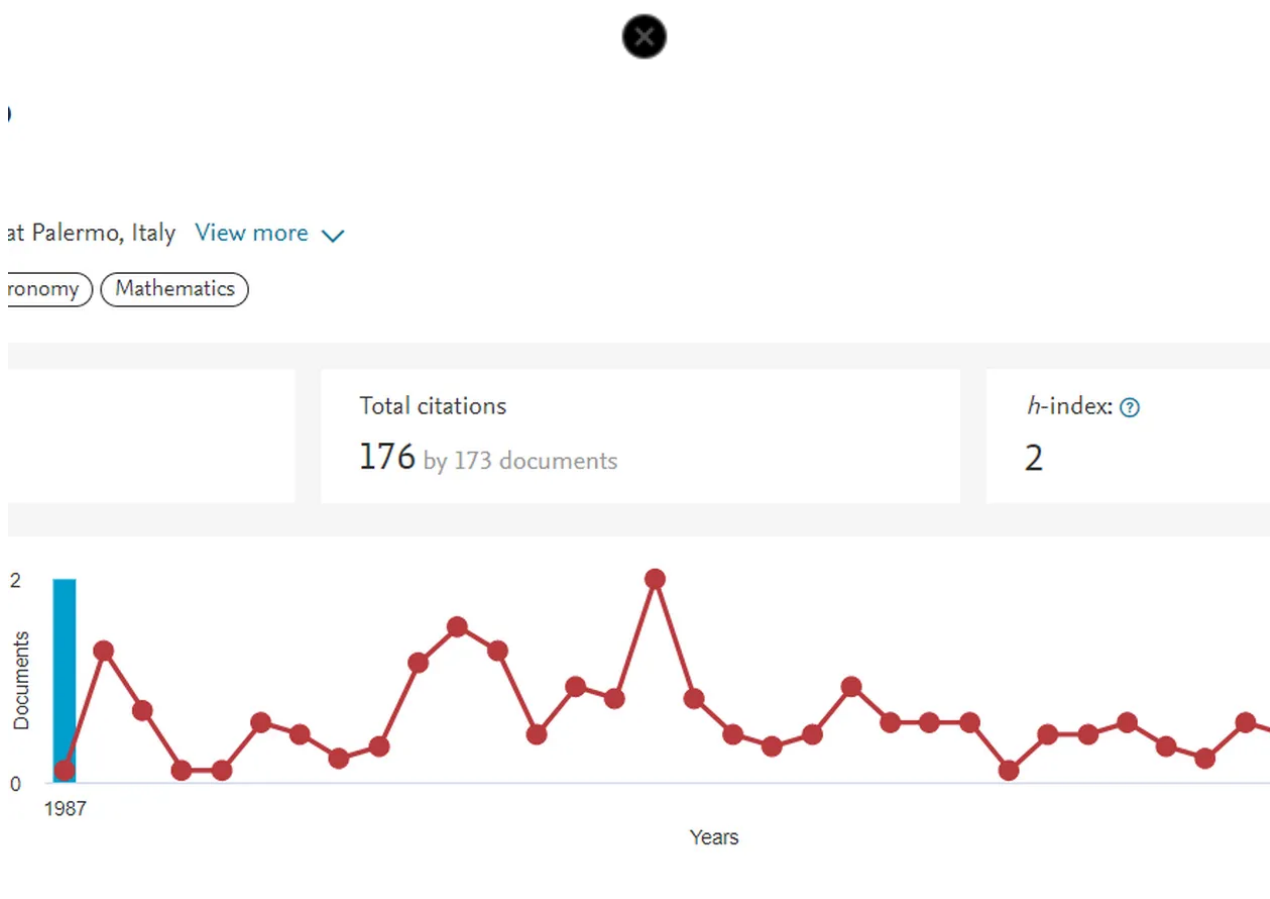 at Palermo, Italy View more
ronomy Mathematics
Total citations
176 by 173 documents
h-index: ?
2
2
Documents
0
1987
Years